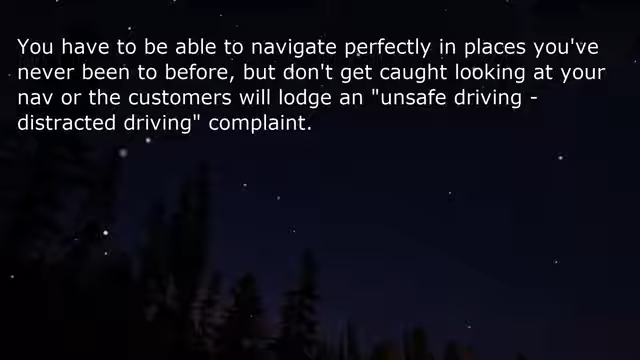 You have to be able to navigate perfectly in places you've
never been to before, but don't get caught looking at your
nav or the customers will lodge an "unsafe driving -
distracted driving" complaint.